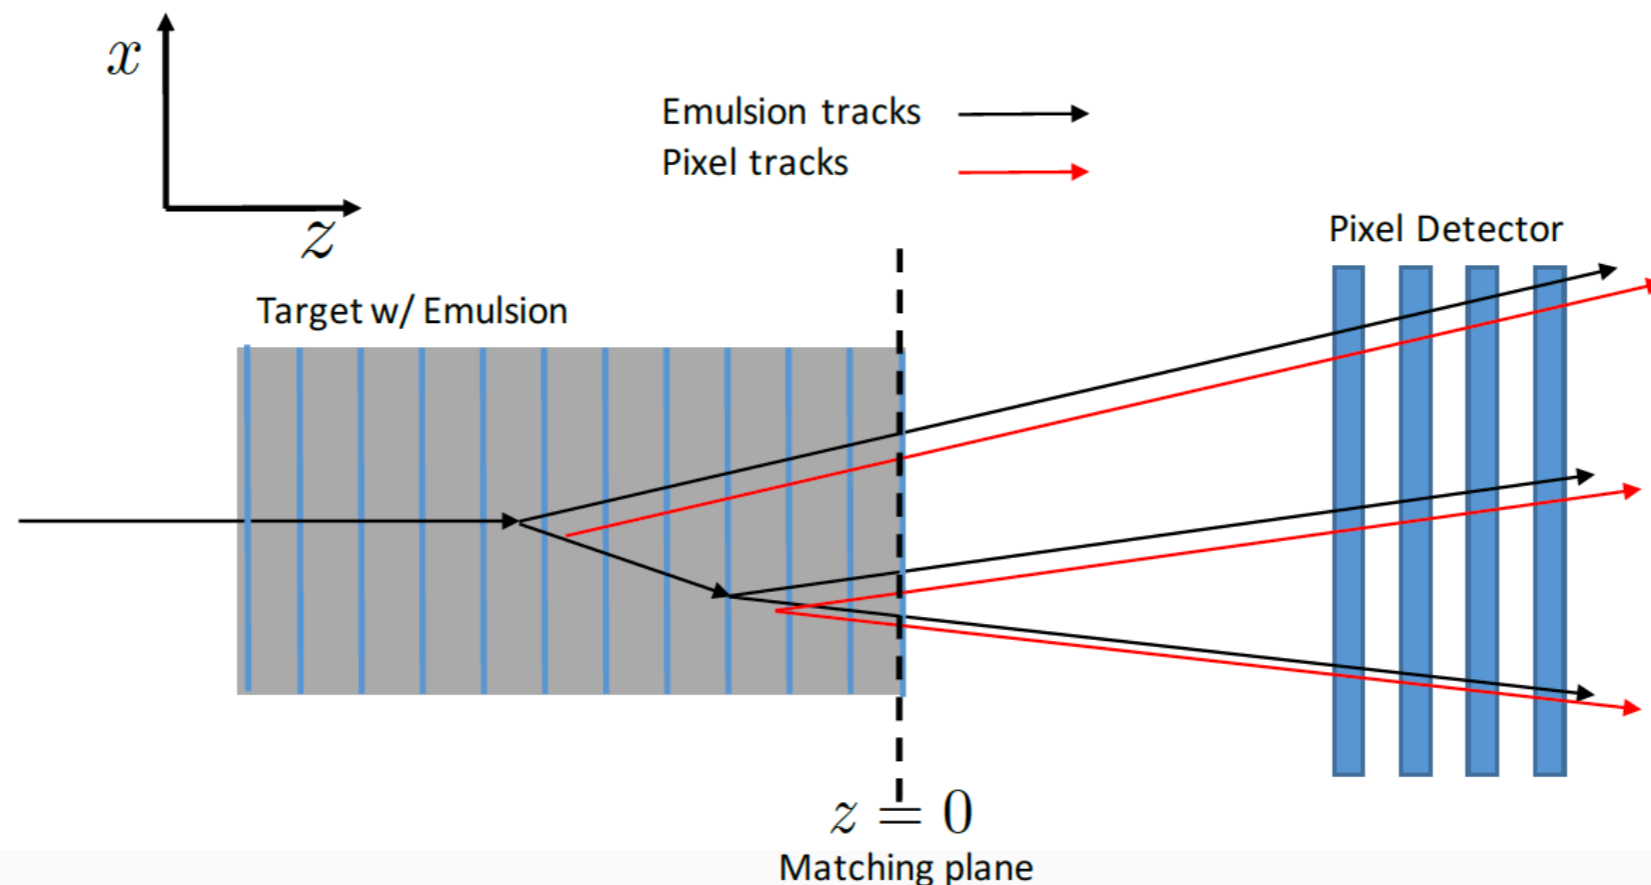 x
z
Emulsion tracks
Pixel tracks
Pixel Detector
Target w/ Emulsion
z = 0
Matching plane